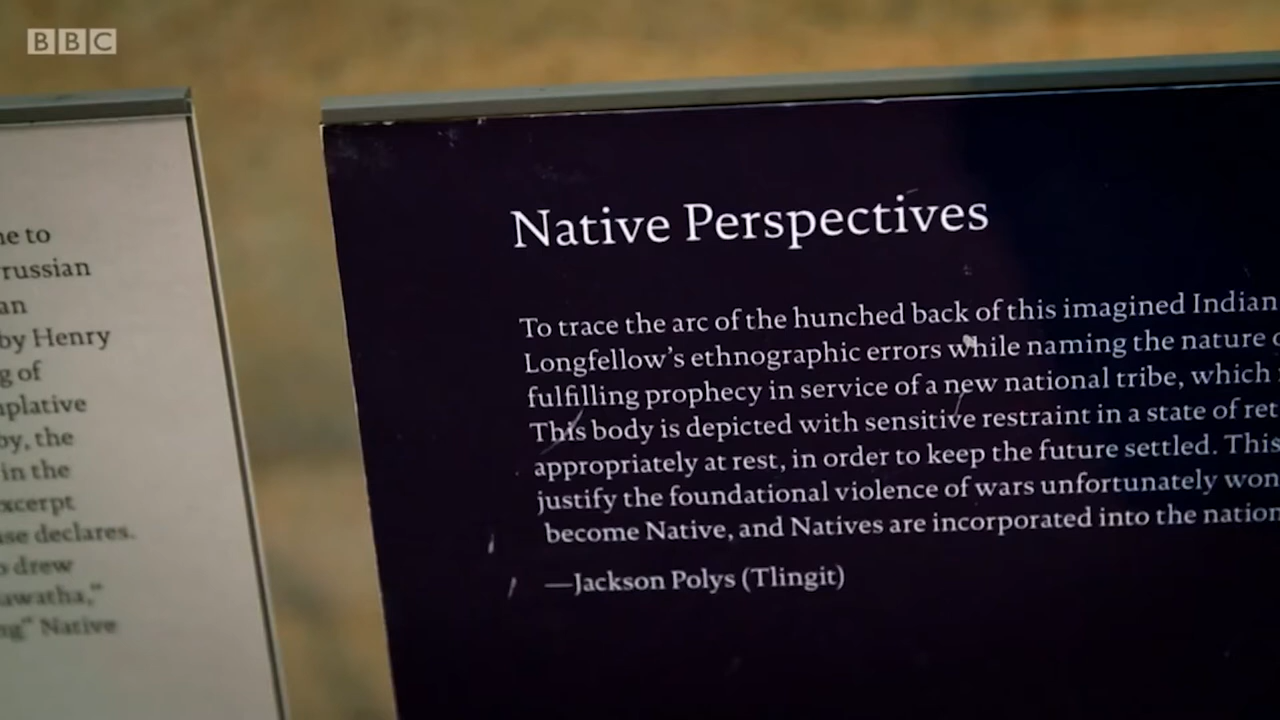 BBC
ne to
russian
an
by Henry
g of
plative
by, the
in the
xcerpt
se declares.
drew
awatha,”
ng” Native
Native Perspectives
To trace the arc of the hunched back of this imagined Indian
Longfellow’s ethnographic errors while naming the nature
fulfilling prophecy in service of a new national tribe, which
This body is depicted with sensitive restraint in a state of ret
appropriately at rest, in order to keep the future settled. This
justify the foundational violence of wars unfortunately won
become Native, and Natives are incorporated into the nation
—Jackson Polys (Tlingit)